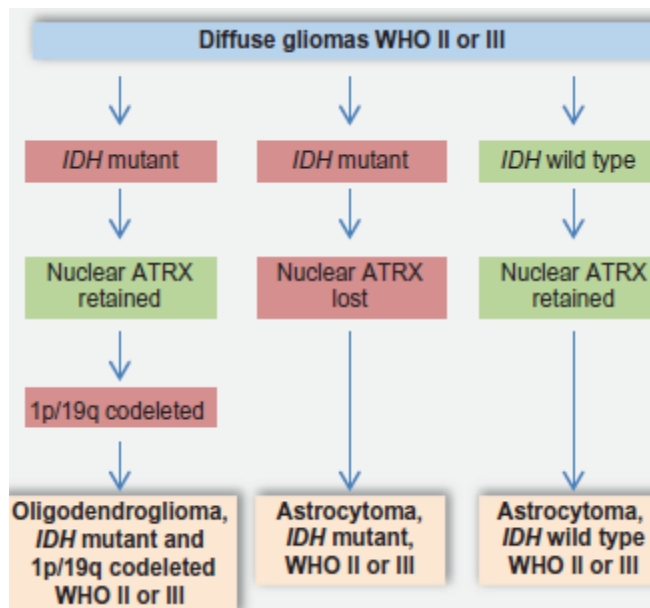 Diffuse gliomas WHO II or III
IDH mutant
IDH mutant
IDH wild type
Nuclear ATRX
retained
Nuclear ATRX
lost
Nuclear ATRX
retained
1p/19q codeleted
Oligodendroglioma,
IDH mutant and
1p/19q codeleted
WHO II or III
Astrocytoma,
IDH mutant,
WHO II or III
Astrocytoma,
IDH wild type
WHO II or III